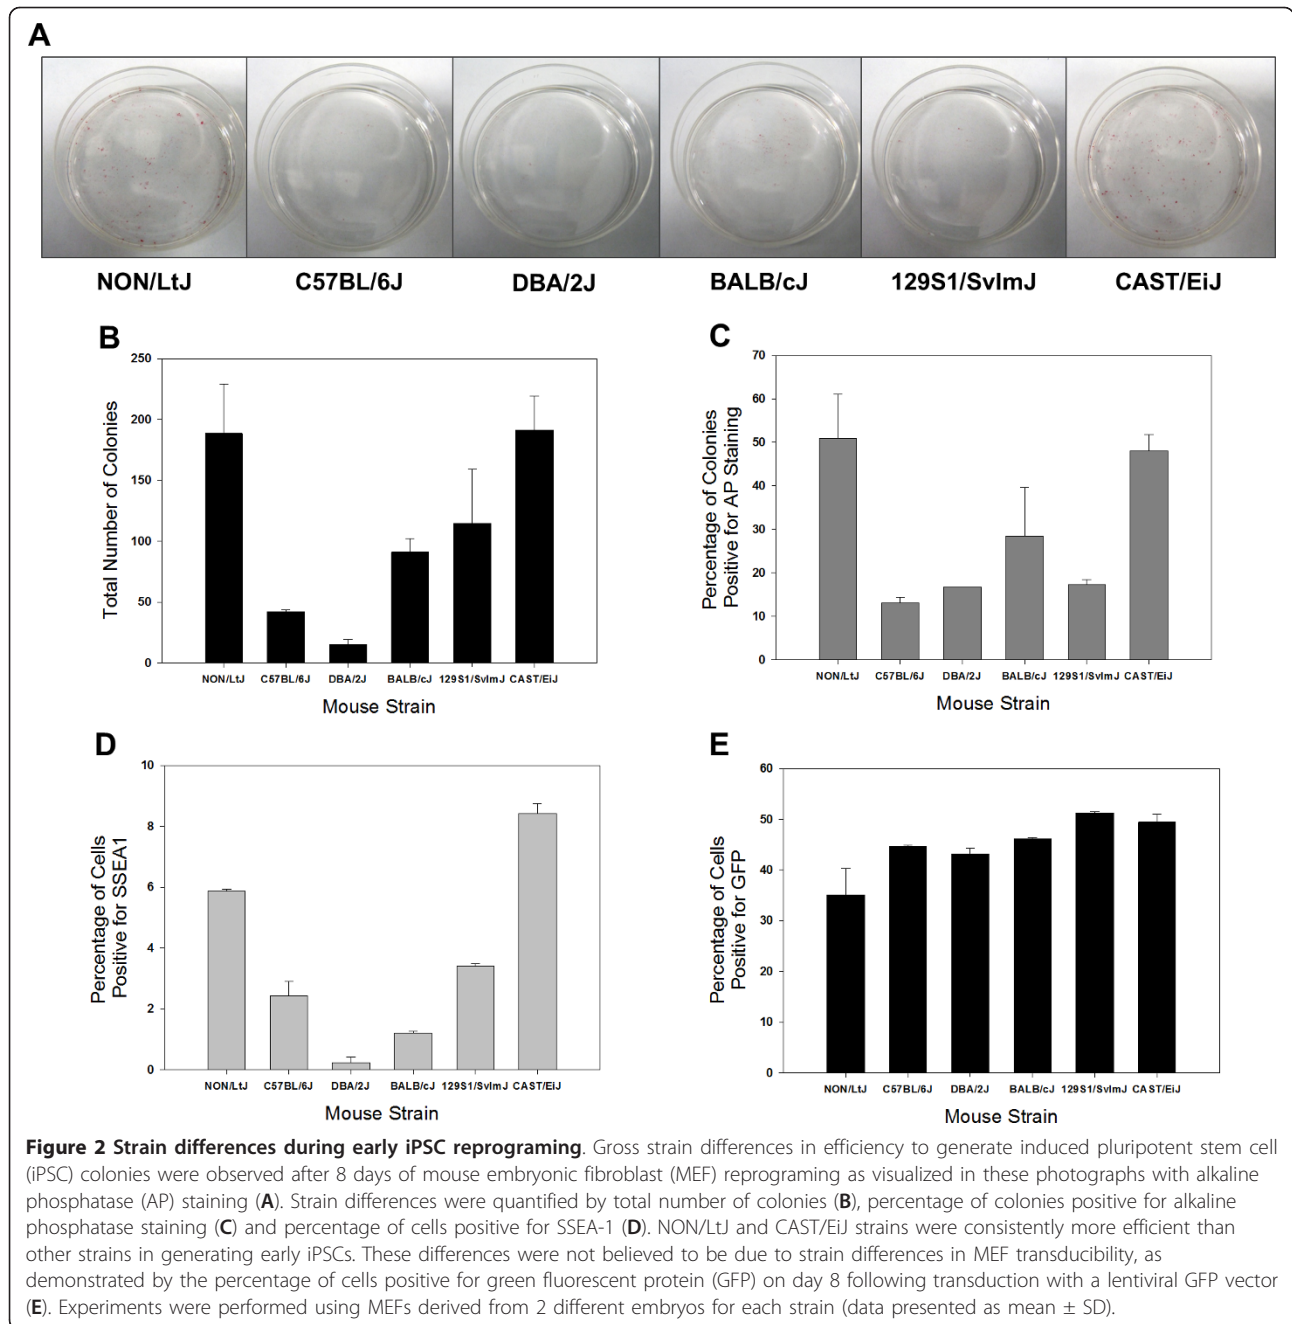 A
NON/LtJ C57BL/6J DBA/2J BALB/cJ 129S1/SvImJ CAST/EiJ
B
Total Number of Colonies
250
200
150
100
50
0
NON/LtJ C57BL/6J DBA/2J BALB/cJ 129S1/SvImJ CAST/EiJ
Mouse Strain
C
Percentage of Colonies
Positive for AP Staining
70
60
50
40
30
20
10
0
NON/LtJ C57BL/6J DBA/2J BALB/cJ 129S1/SvImJ CAST/EiJ
Mouse Strain
D
Percentage of Cells
Positive for SSEA1
10
8
6
4
2
0
NON/LtJ C57BL/6J DBA/2J BALB/cJ 129S1/SvImJ CAST/EiJ
Mouse Strain
E
Percentage of Cells
Positive for GFP
60
50
40
30
20
10
0
NON/LtJ C57BL/6J DBA/2J BALB/cJ 129S1/SvImJ CAST/EiJ
Mouse Strain
Figure 2 Strain differences during early iPSC reprograming. Gross strain differences in efficiency to generate induced pluripotent stem cell
(iPSC) colonies were observed after 8 days of mouse embryonic fibroblast (MEF) reprograming as visualized in these photographs with alkaline
phosphatase (AP) staining (A). Strain differences were quantified by total number of colonies (B), percentage of colonies positive for alkaline
phosphatase staining (C) and percentage of cells positive for SSEA-1 (D). NON/LtJ and CAST/EiJ strains were consistently more efficient than
other strains in generating early iPSCs. These differences were not believed to be due to strain differences in MEF transducibility, as
demonstrated by the percentage of cells positive for green fluorescent protein (GFP) on day 8 following transduction with a lentiviral GFP vector
(E). Experiments were performed using MEFs derived from 2 different embryos for each strain (data presented as mean ± SD).